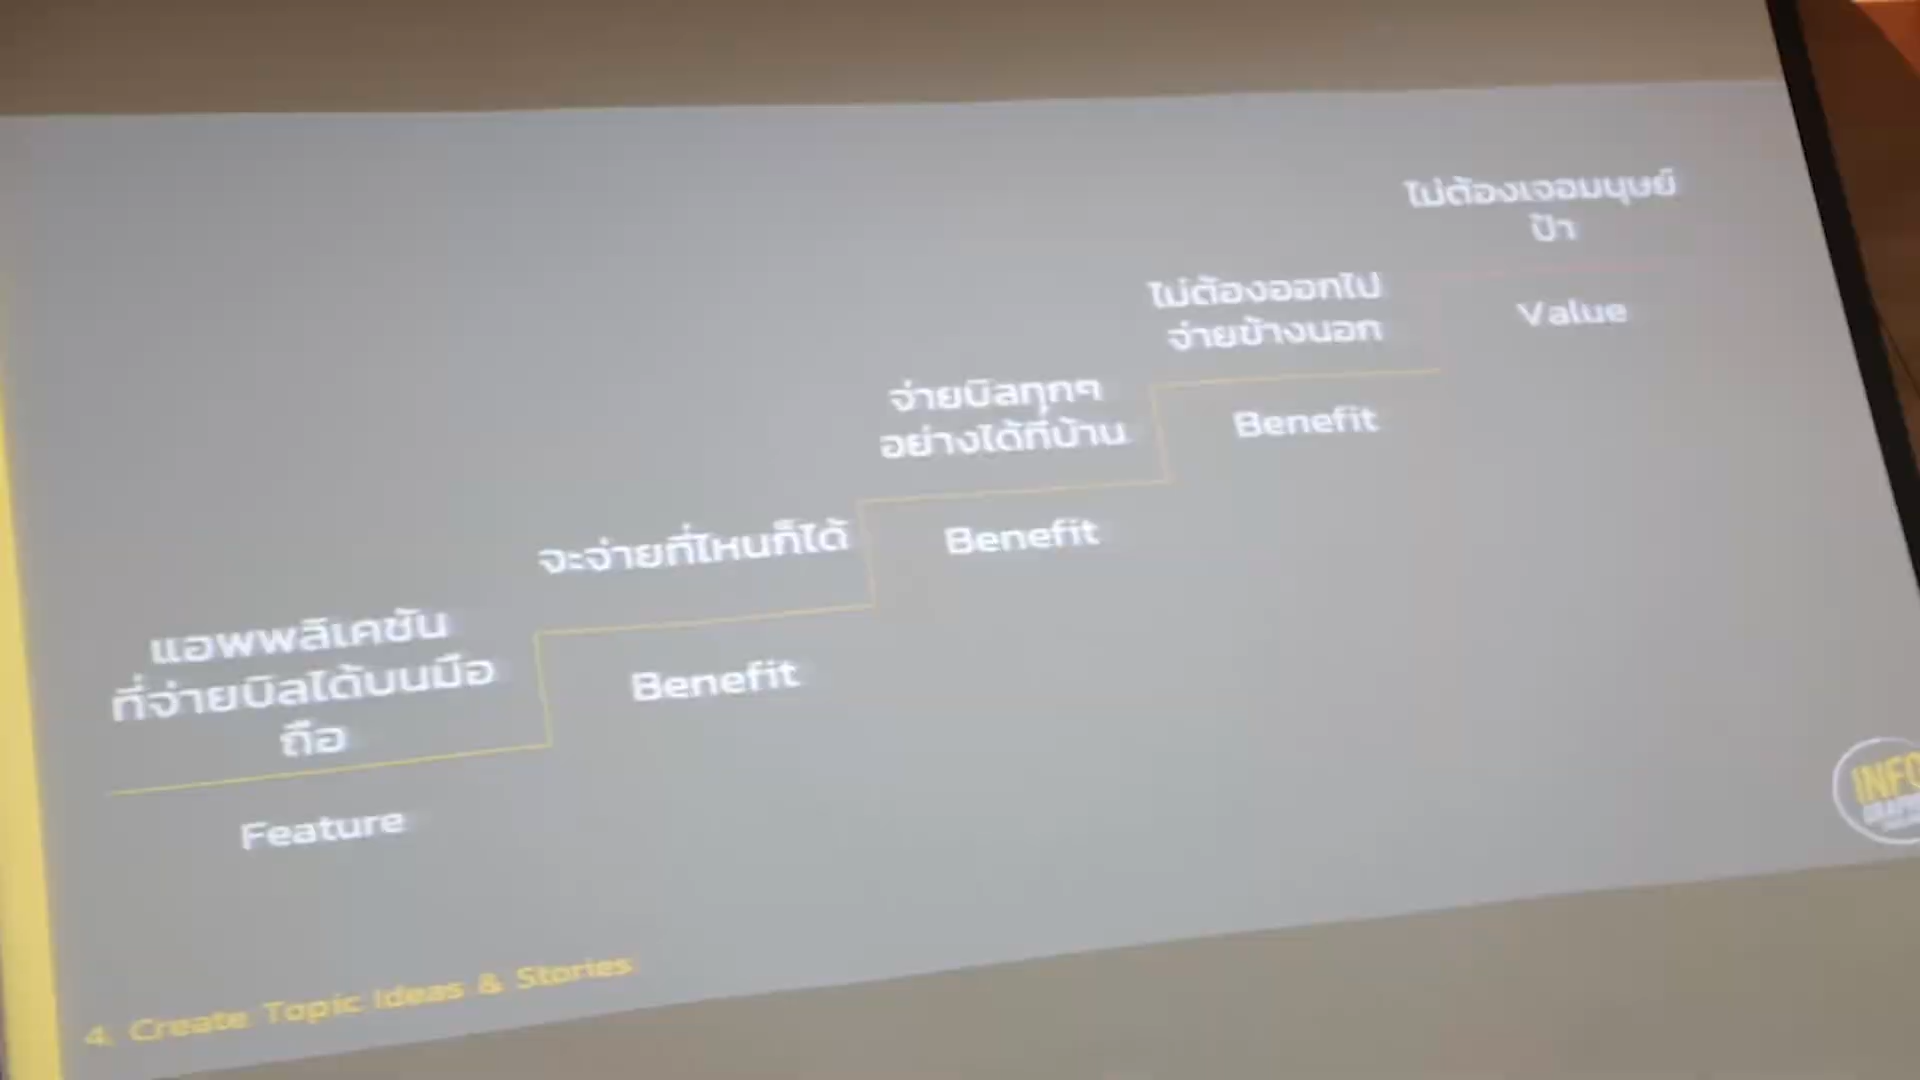 ไม่ต้องเจอมนุษย์
ป้า
Value
ไม่ต้องออกไป
จ่ายข้างนอก
Benefit
จ่ายบิลทุกๆ
อย่างได้ที่บ้าน
Benefit
จะจ่ายที่ไหนก็ได้
Benefit
แอพพลิเคชั่น
ที่จ่ายบิลได้บนมือ
ถือ
Feature
4. Create Topic Ideas & Stories